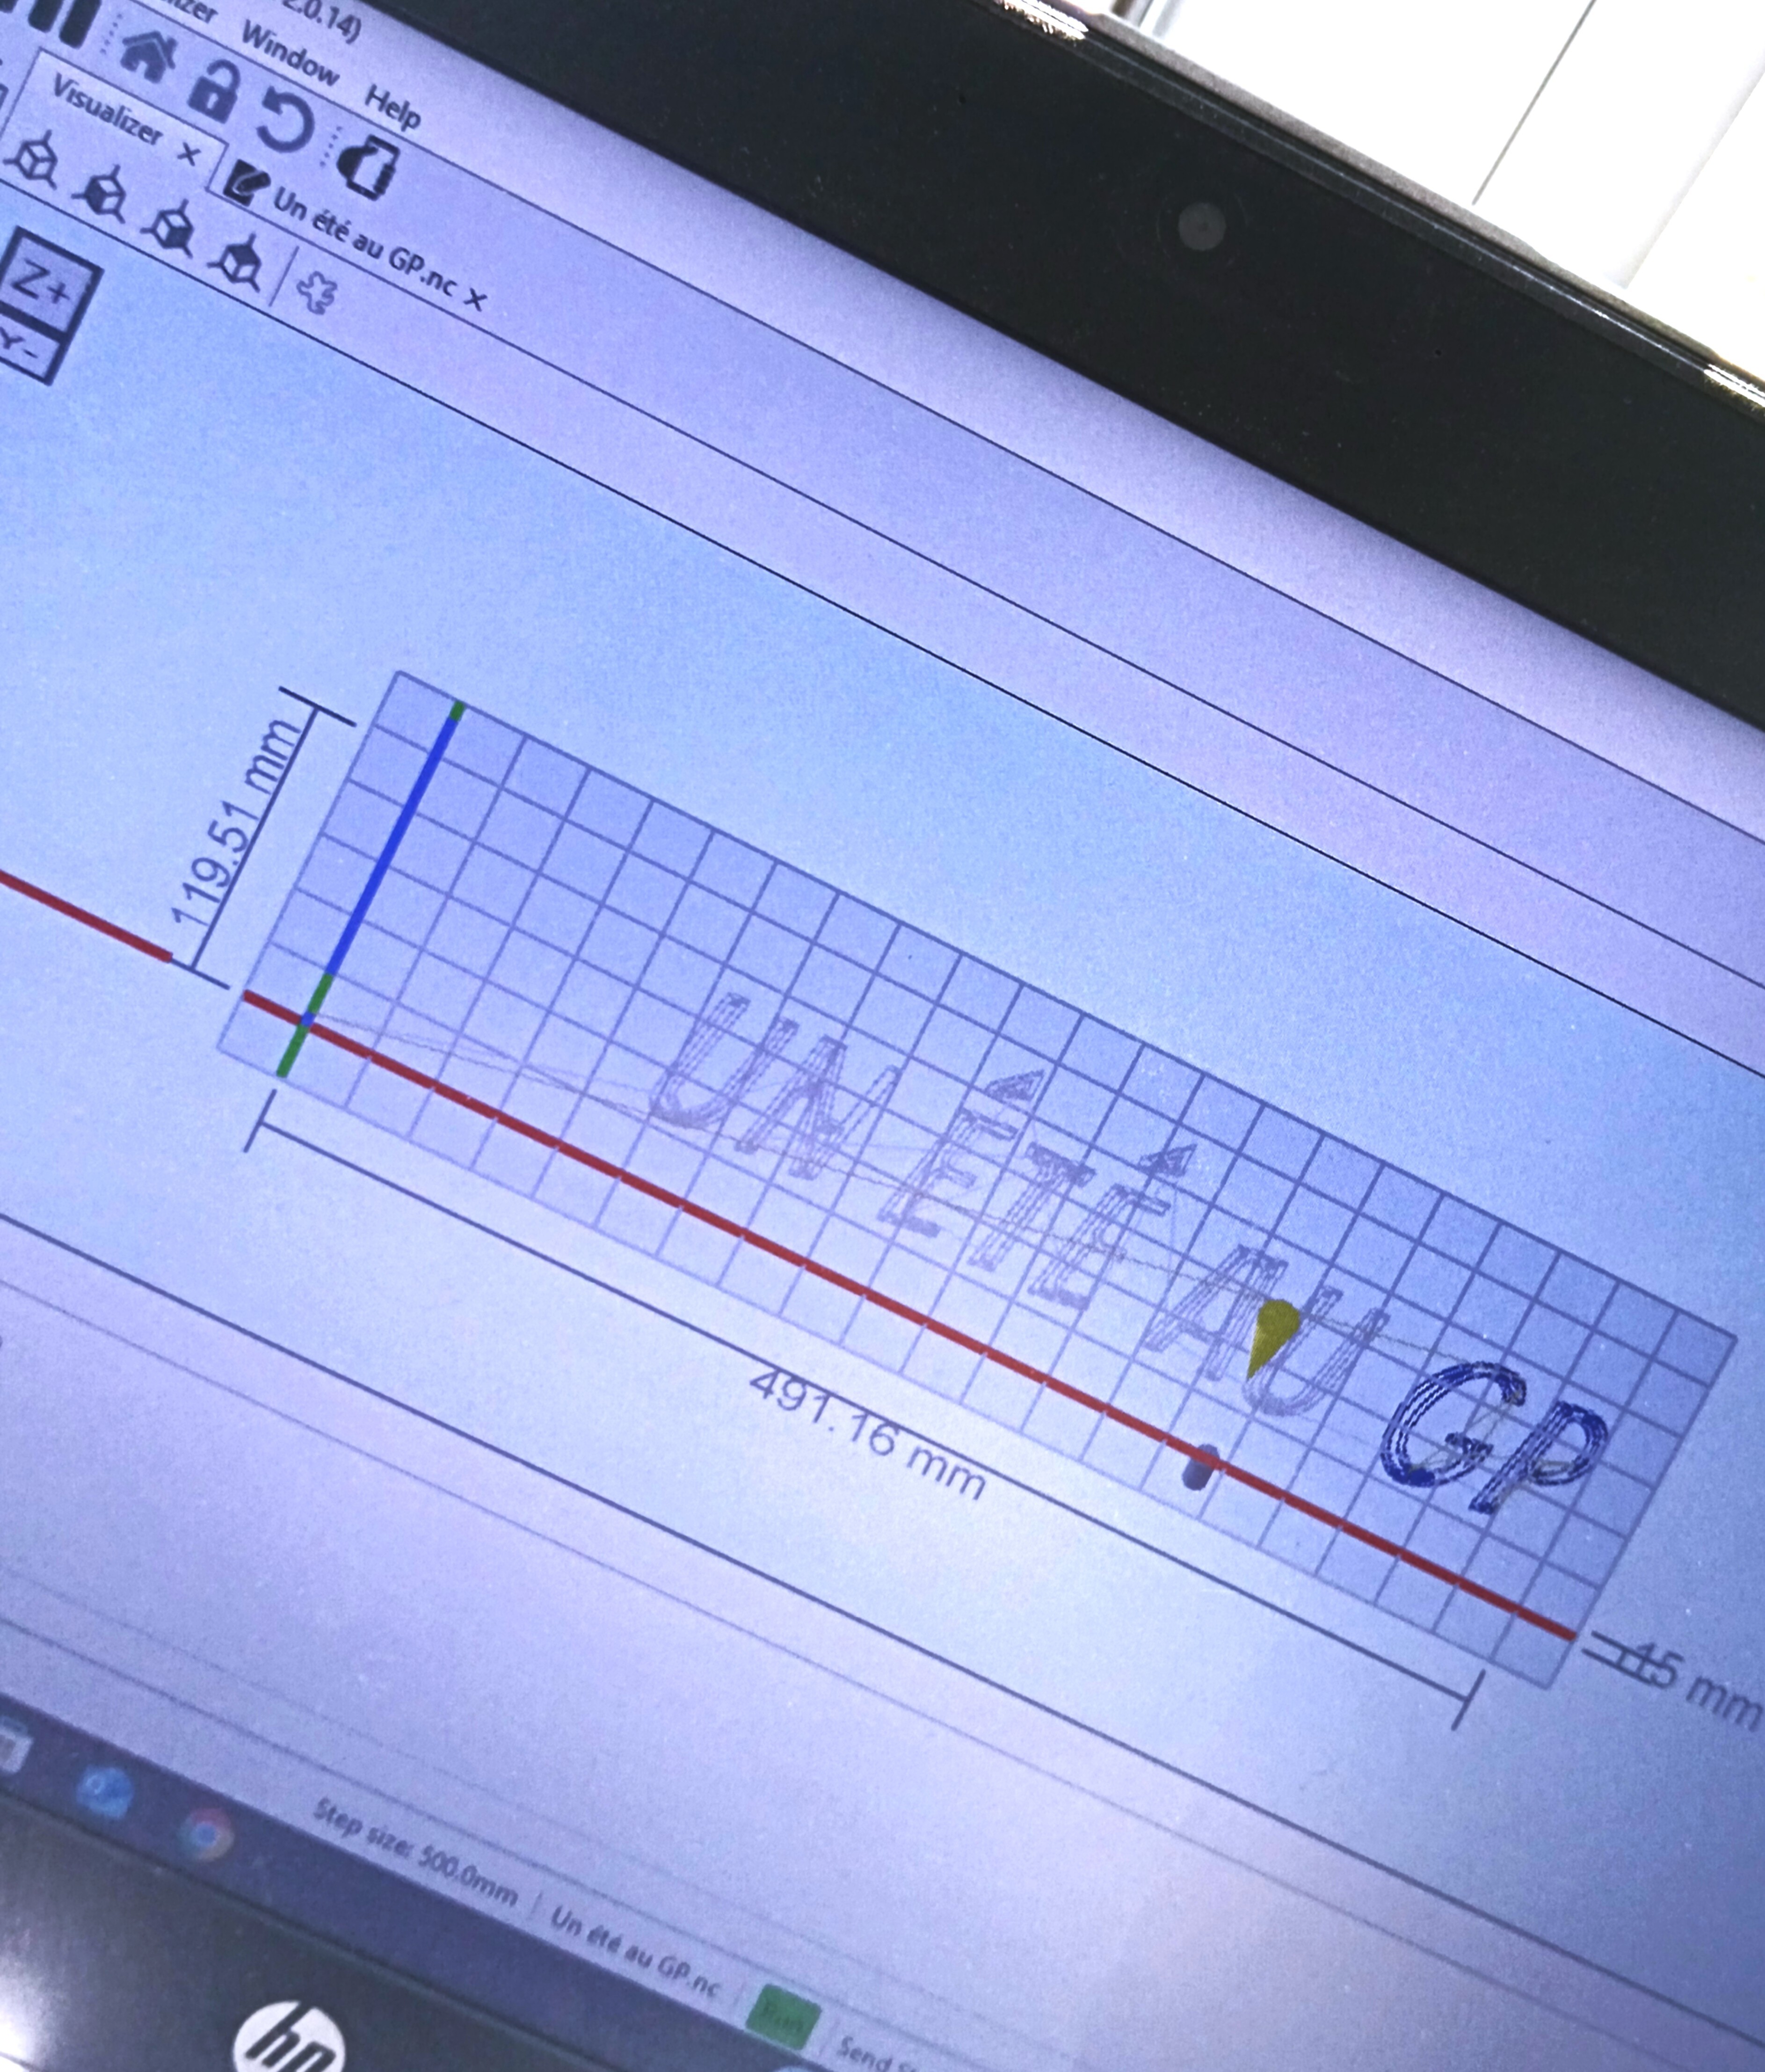 2.0.14)
Window Help
Visualizer X
Un été au GP.nc X
Z+
Y-
119.51 mm
UN ÉTÉ AU GP
491.16 mm
15 mm
Step size: 500.0mm Un été au GP.nc Run Send
hp